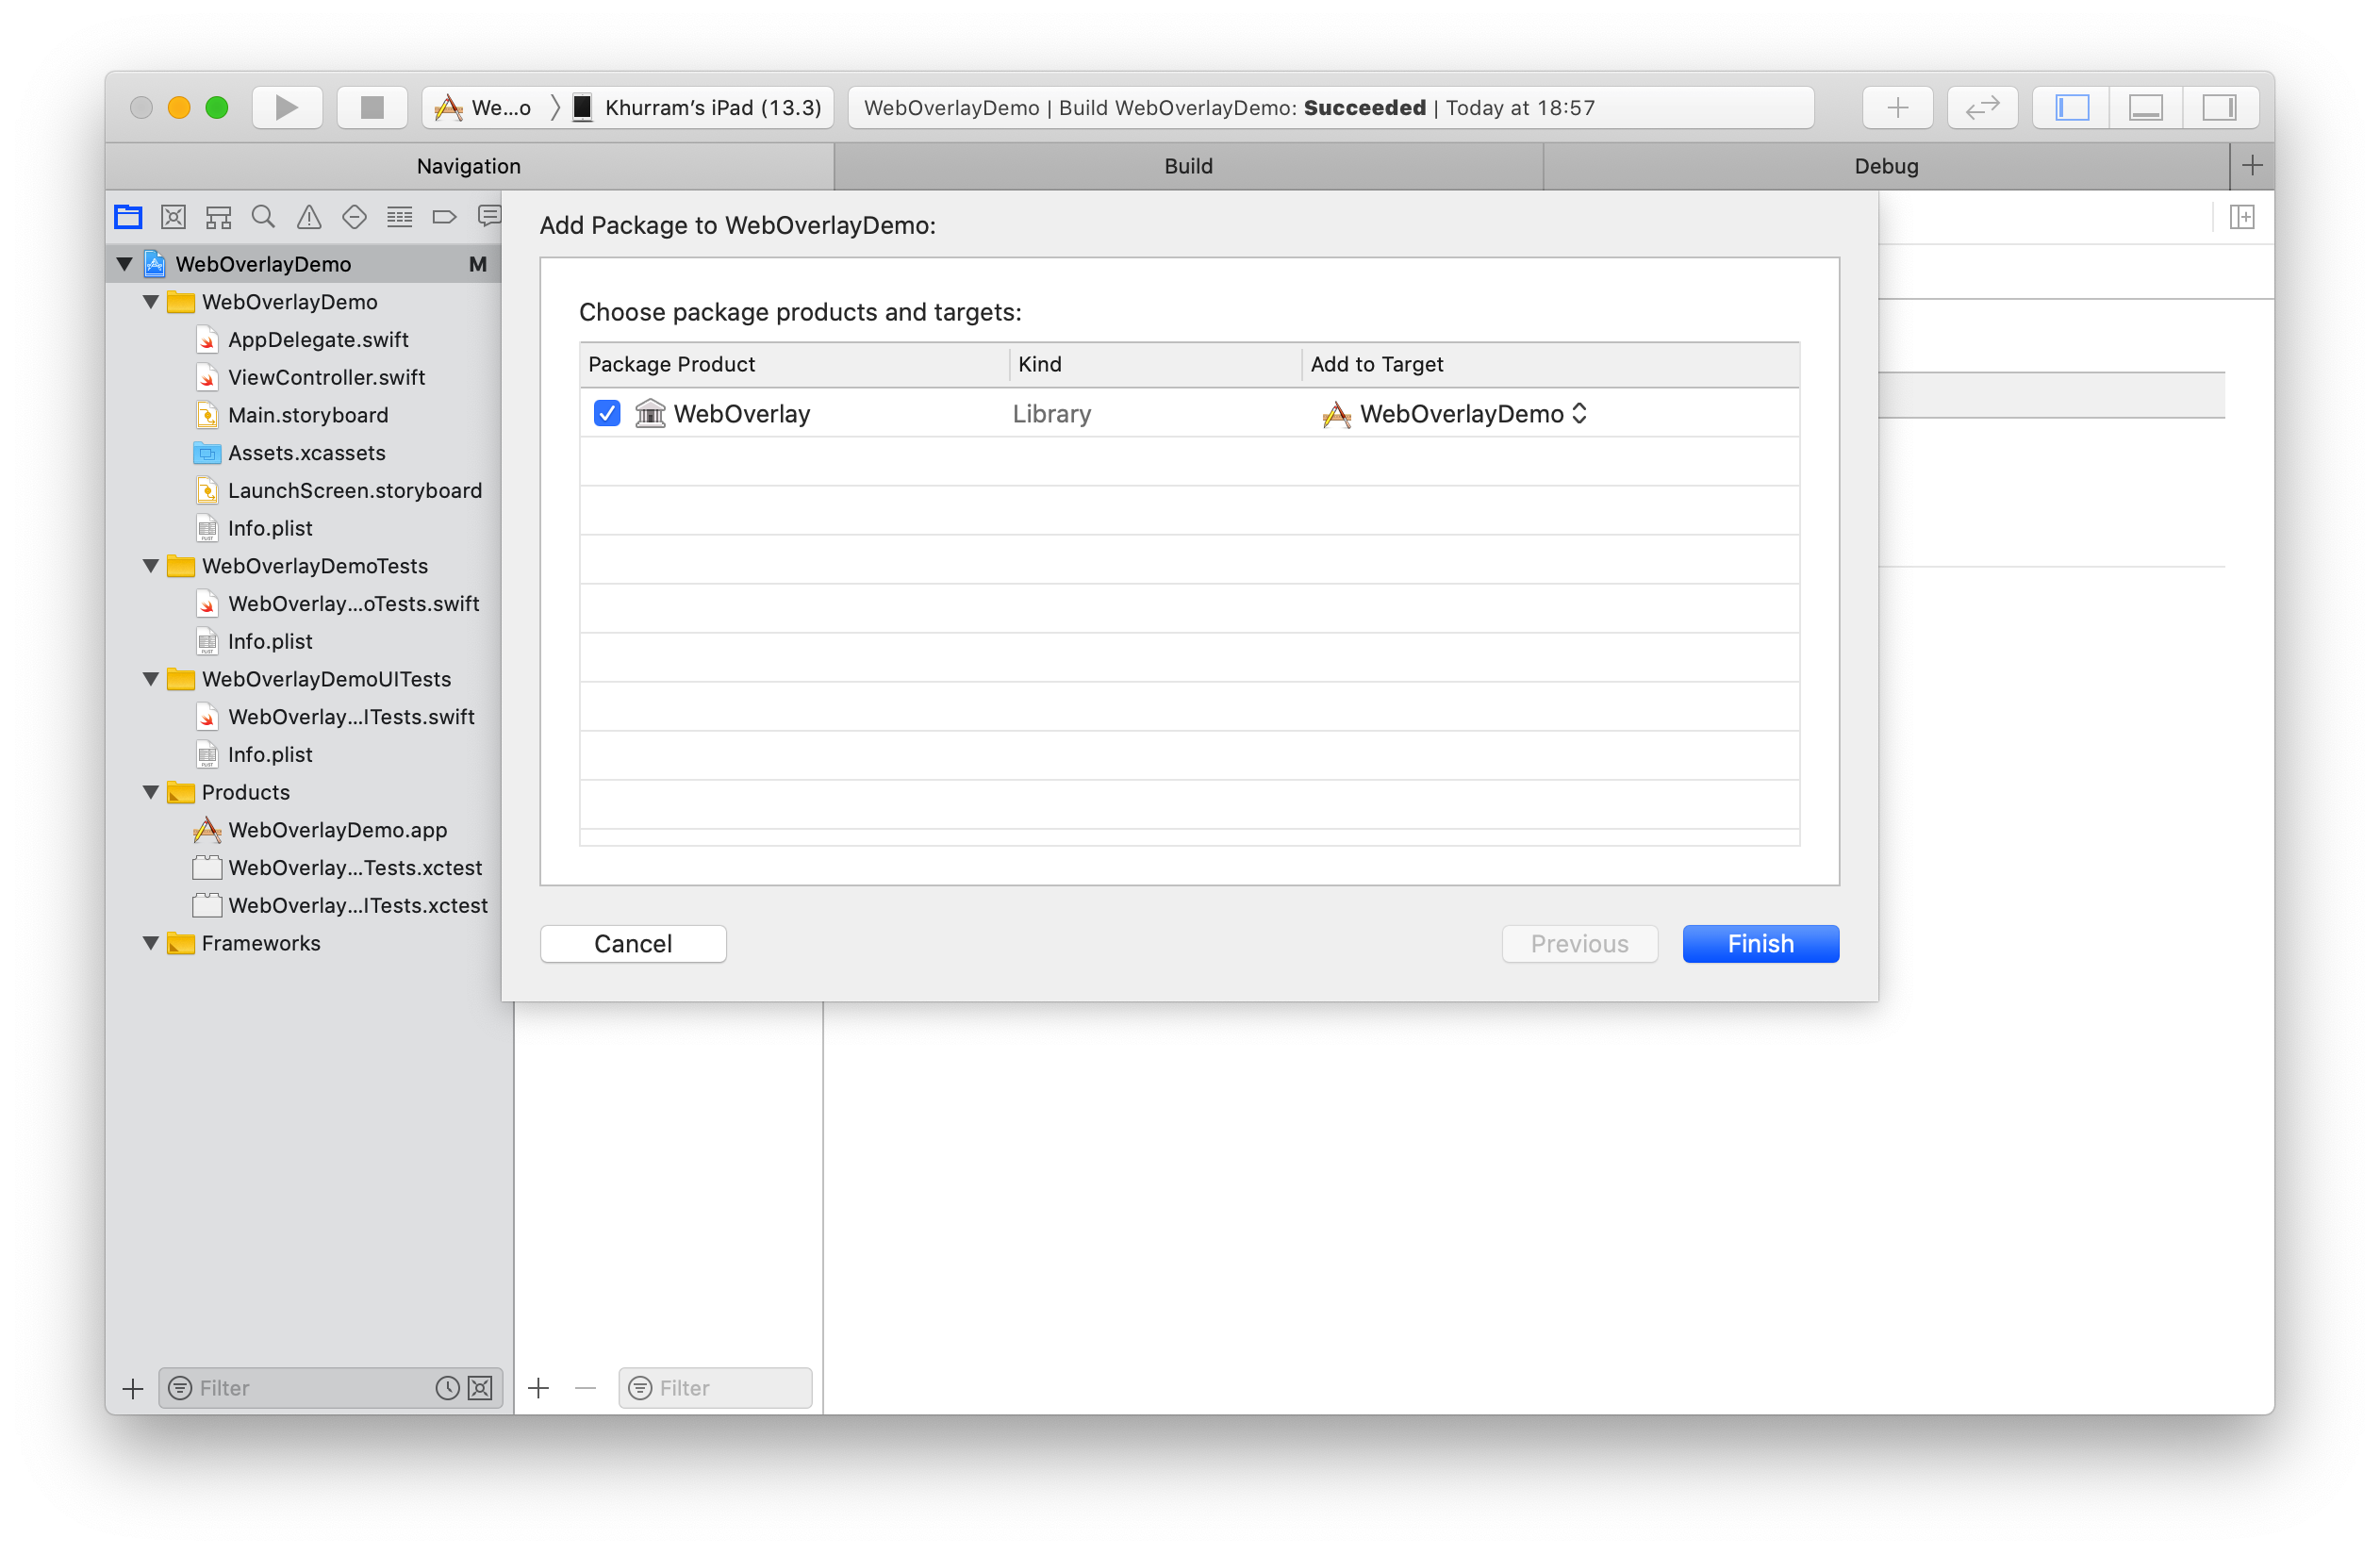 We...o
Khurram’s iPad (13.3)
WebOverlayDemo | Build WebOverlayDemo: Succeeded | Today at 18:57
Navigation
Build
Debug
WebOverlayDemo M
WebOverlayDemo
AppDelegate.swift
ViewController.swift
Main.storyboard
Assets.xcassets
LaunchScreen.storyboard
Info.plist
WebOverlayDemoTests
WebOverlay...oTests.swift
Info.plist
WebOverlayDemoUITests
WebOverlay...ITests.swift
Info.plist
Products
WebOverlayDemo.app
WebOverlay...Tests.xctest
WebOverlay...ITests.xctest
Frameworks
Filter
Add Package to WebOverlayDemo:
Choose package products and targets:
Package Product Kind Add to Target
WebOverlay Library WebOverlayDemo
Cancel
Previous
Finish
Filter